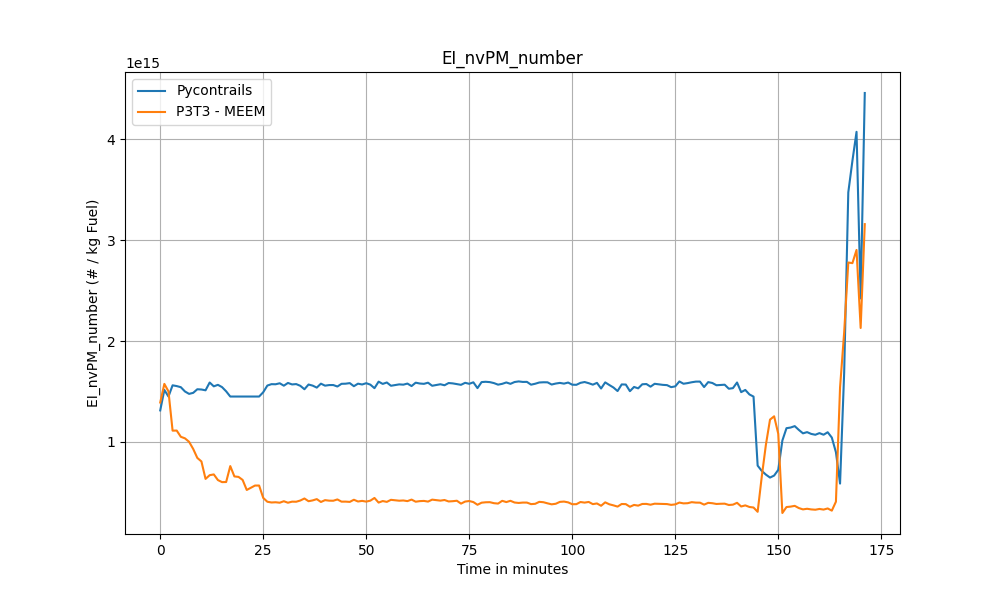 EI_nvPM_number
1e15
Pycontrails
P3T3 - MEEM
EI_nvPM_number (# / kg Fuel)
4
3
2
1
0 25 50 75 100 125 150 175
Time in minutes